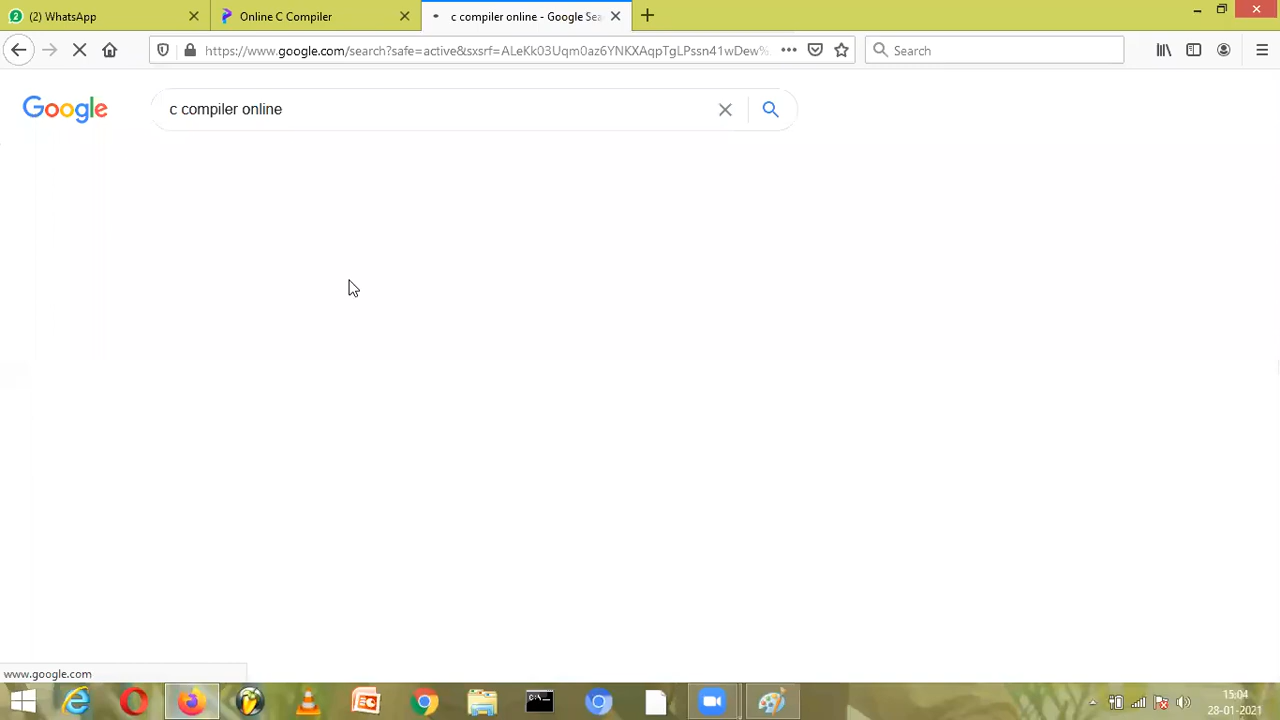 (2) WhatsApp
Online C Compiler
c compiler online - Google Sea
https://www.google.com/search?safe=active&sxsrf=ALeKk03Uqm0az6YNKXAqpTgLPssn41wDew%
Search
Google
c compiler online
www.google.com
15:04
28-01-2021